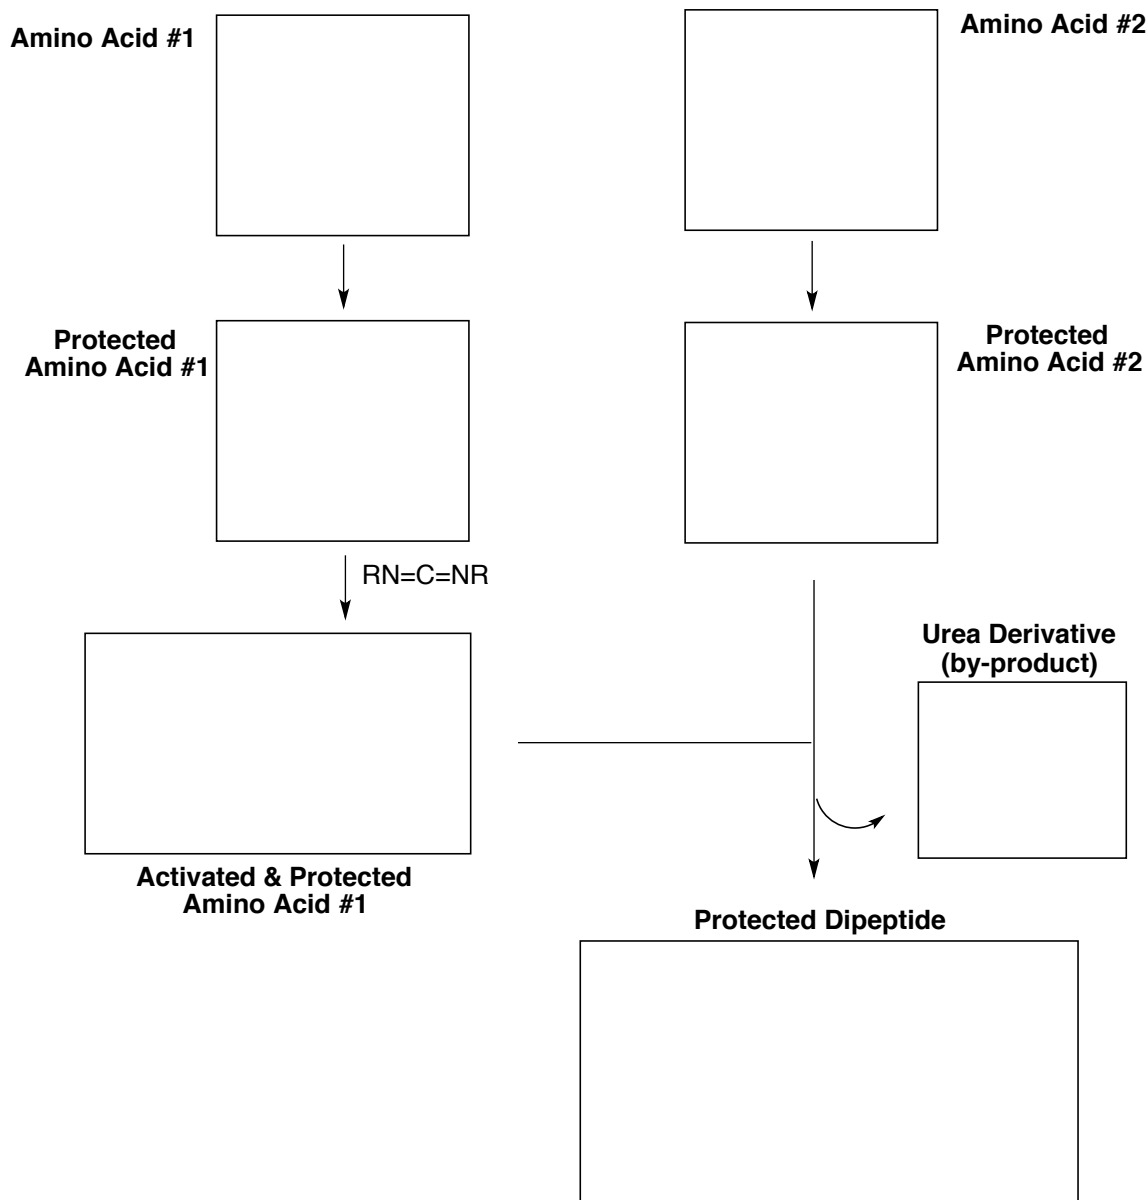 Amino Acid #1
Amino Acid #2
Protected
Amino Acid #1
Protected
Amino Acid #2
RN=C=NR
Urea Derivative
(by-product)
Activated & Protected
Amino Acid #1
Protected Dipeptide